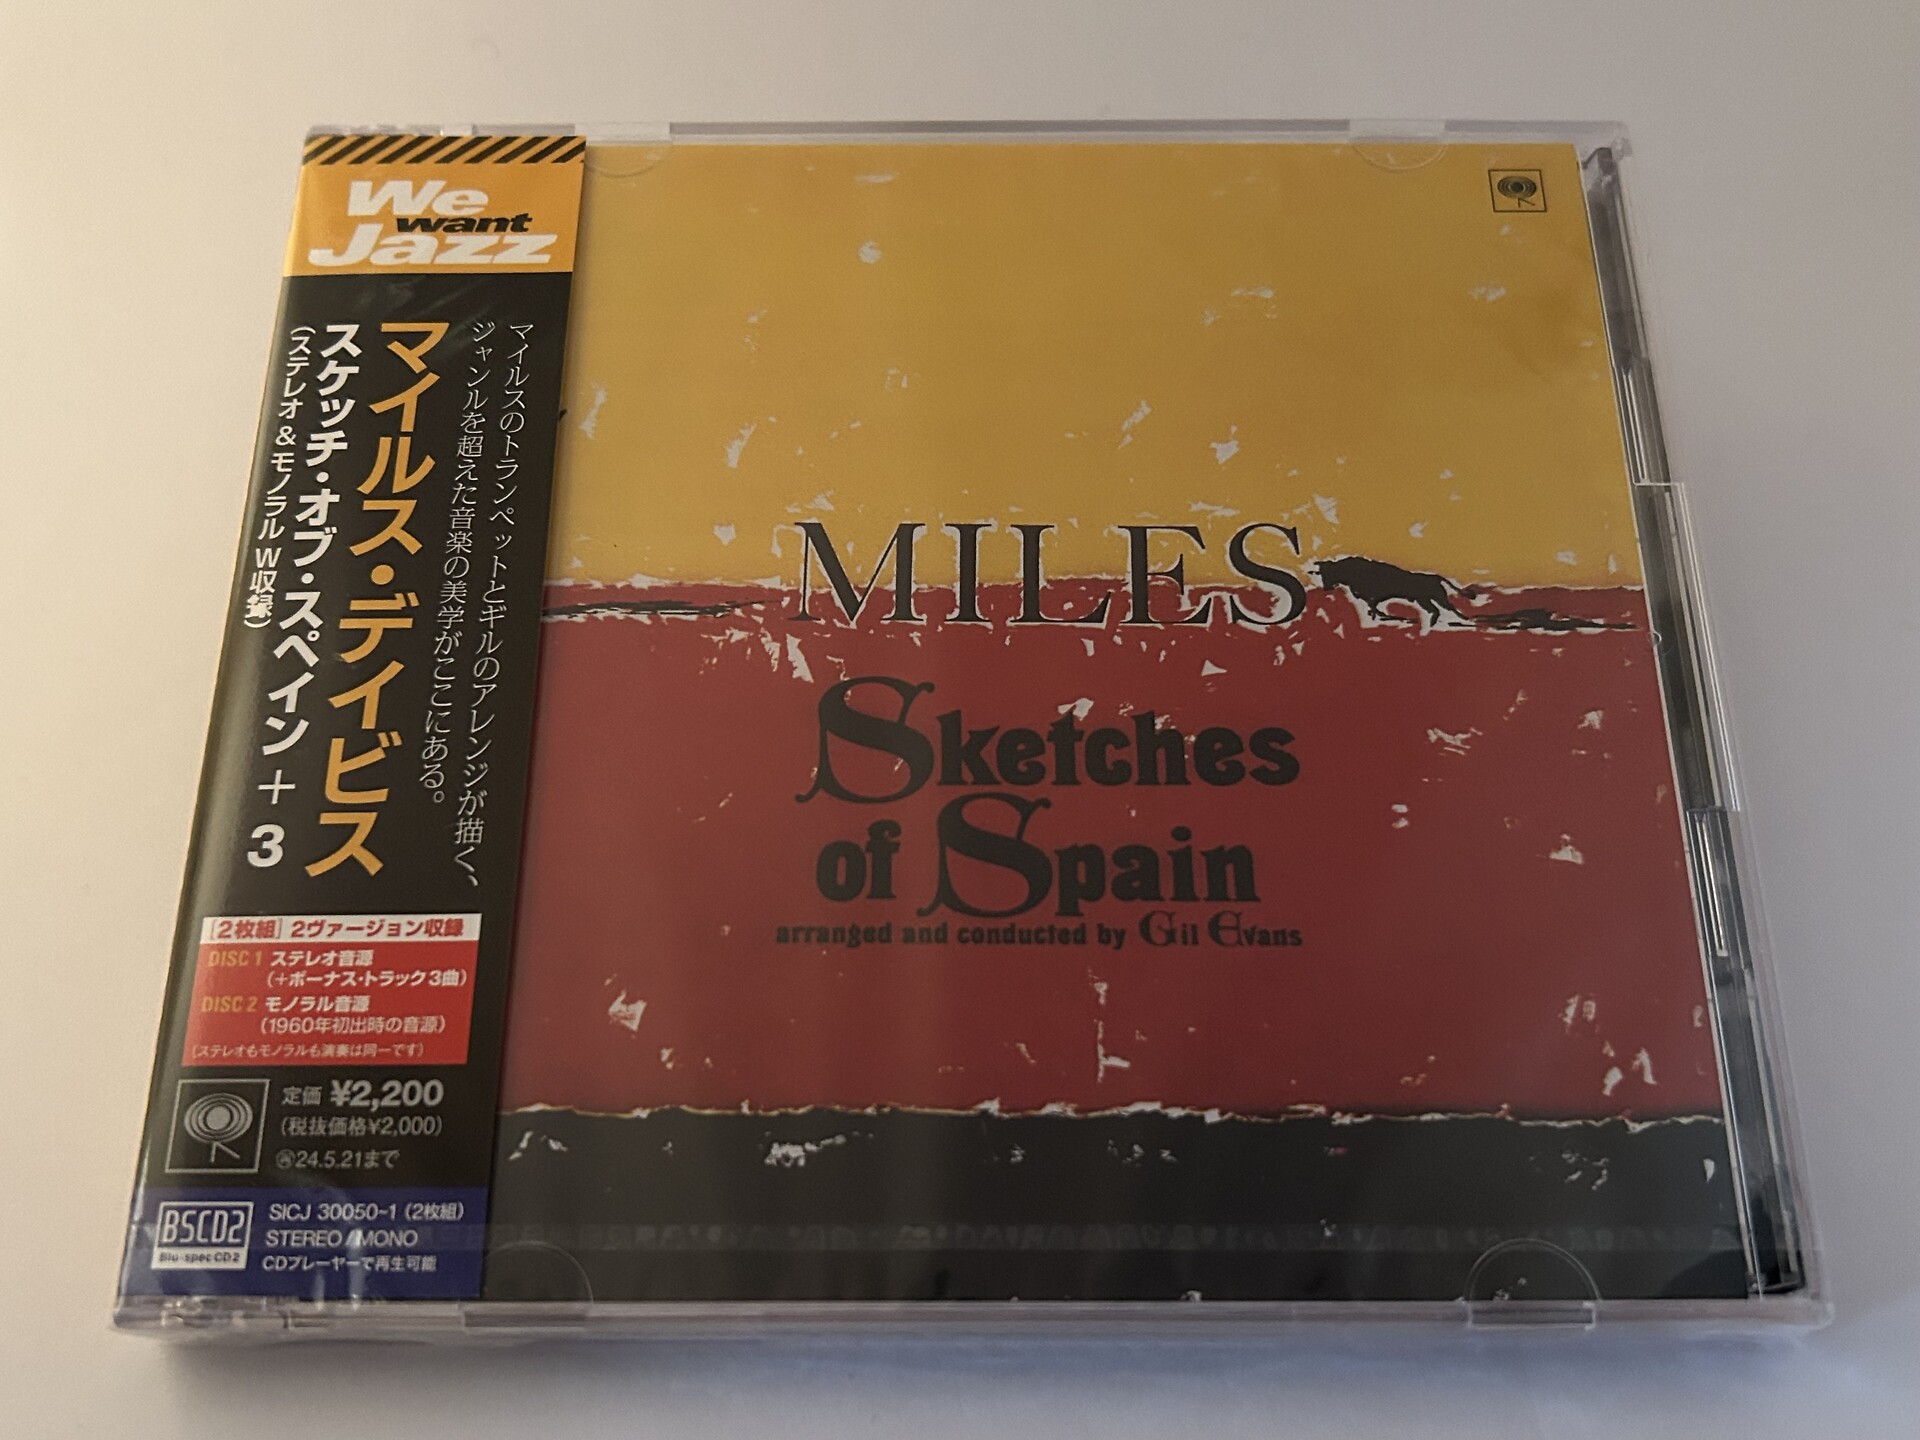 We
want
Jazz
マイルスのトランペットとギルのアレンジが描く、
ジャンルを超えた音楽の美学がここにある。
マイルス・デイビス
スケッチ・オブ・スペイン+3
(ステレオ&モノラルW収録)
[2枚組] 2ヴァージョン収録
DISC 1 ステレオ音源
(+ボーナス・トラック3曲)
DISC 2 モノラル音源
(1960年初出時の音源)
(ステレオもモノラルも演奏は同一です)
定価 ¥2,200
(税抜価格¥2,000)
24.5.21まで
BSCD2
Blu-spec CD2
SICJ 30050~1 (2枚組)
STEREO/MONO
CDプレーヤーで再生可能
MILES
Sketches
of Spain
arranged and conducted by Gil Evans